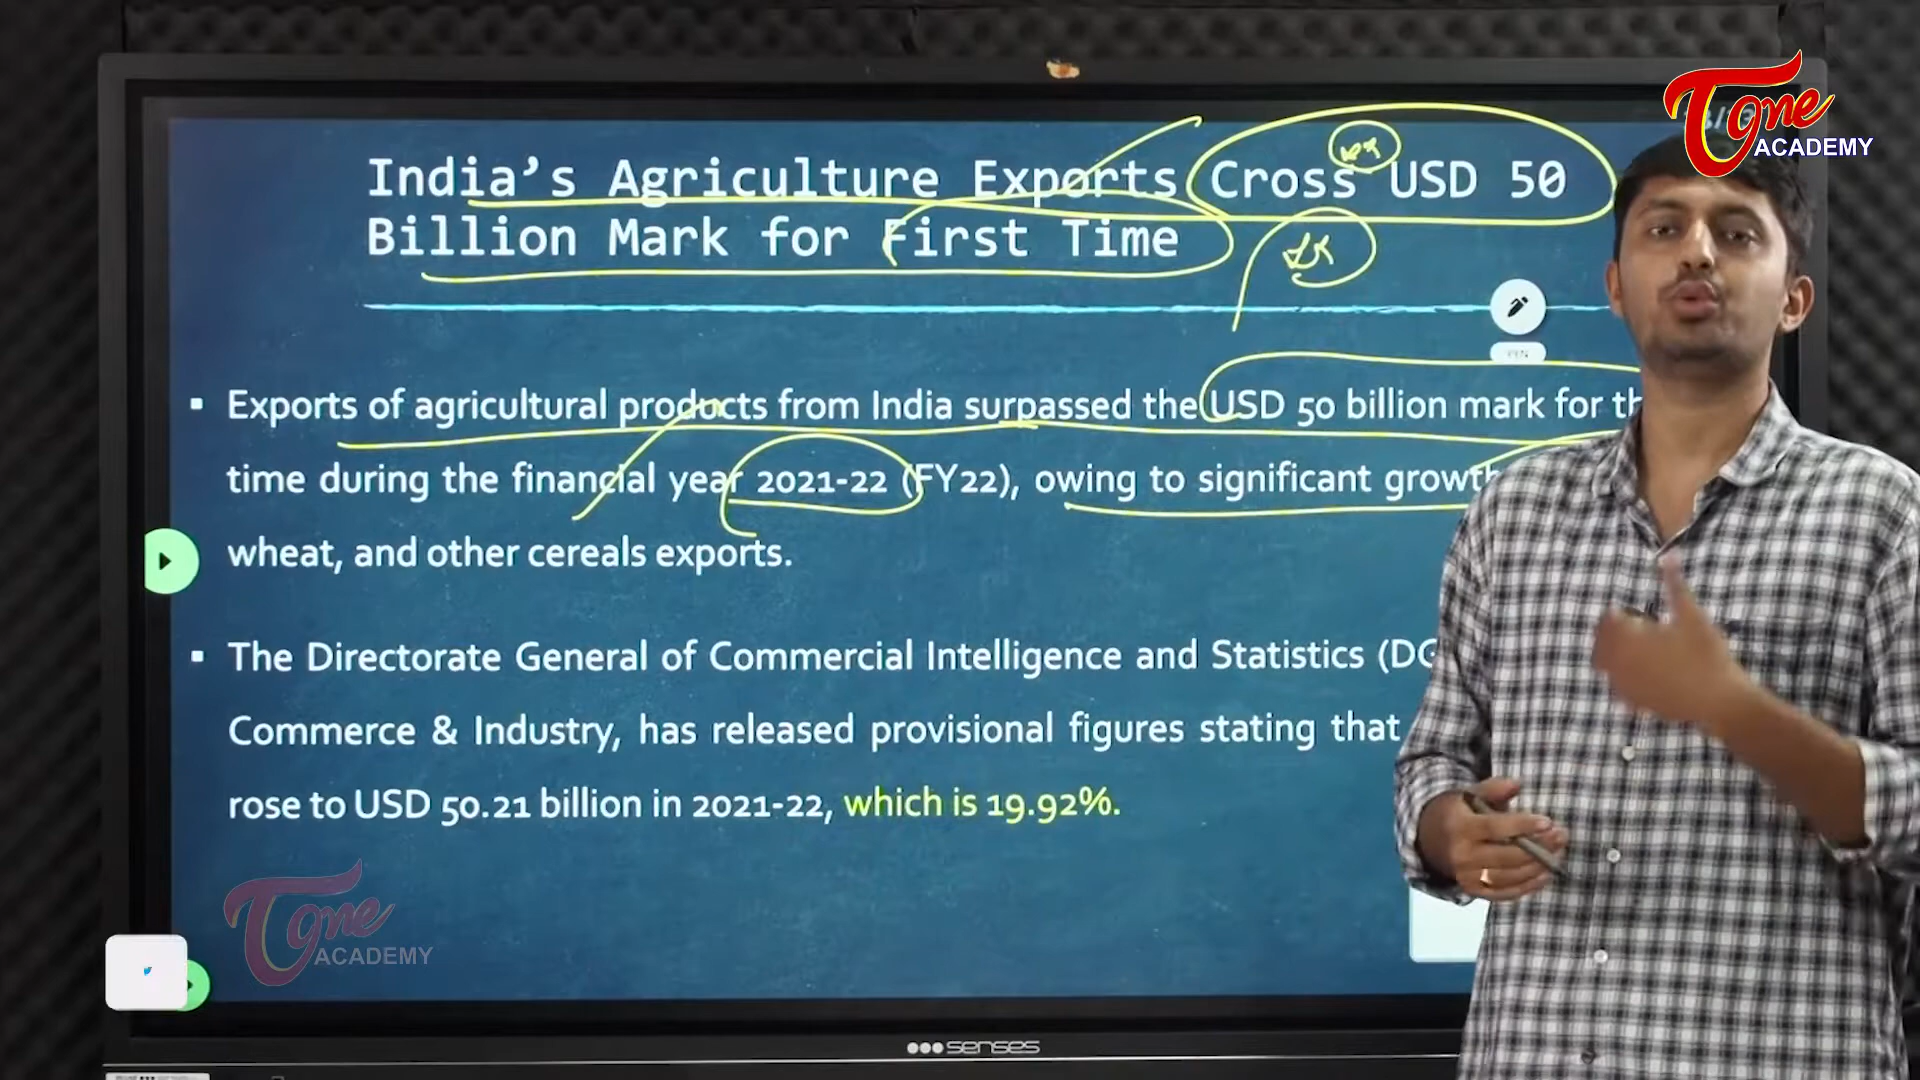 Tone
ACADEMY
India’s Agriculture Exports Cross USD 50
Billion Mark for First Time
PEN
▪ Exports of agricultural products from India surpassed the USD 50 billion mark for
time during the financial year 2021-22 (FY22), owing to significant growth
wheat, and other cereals exports.
▪ The Directorate General of Commercial Intelligence and Statistics (DG
Commerce & Industry, has released provisional figures stating that
rose to USD 50.21 billion in 2021-22, which is 19.92%.
Tone
ACADEMY
senses